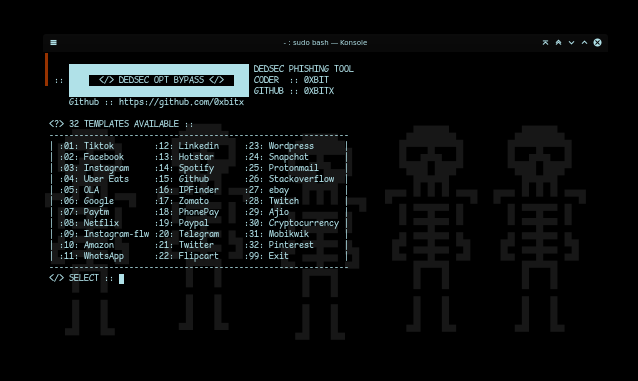 - : sudo bash — Konsole
DEDSEC PHISHING TOOL
:: </> DEDSEC OPT BYPASS </> CODER :: 0XBIT
GITHUB :: 0XBITX
Github :: https://github.com/0xbitx
<?> 32 TEMPLATES AVAILABLE ::
| :01: Tiktok :12: Linkedin :23: Wordpress |
| :02: Facebook :13: Hotstar :24: Snapchat |
| :03: Instagram :14: Spotify :25: Protonmail |
| :04: Uber Eats :15: Github :26: Stackoverflow |
| :05: OLA :16: IPFinder :27: ebay |
| :06: Google :17: Zomato :28: Twitch |
| :07: Paytm :18: PhonePay :29: Ajio |
| :08: Netflix :19: Paypal :30: Cryptocurrency |
| :09: Instagram-flw :20: Telegram :31: Mobikwik |
| :10: Amazon :21: Twitter :32: Pinterest |
| :11: WhatsApp :22: Flipcart :99: Exit |
</> SELECT ::